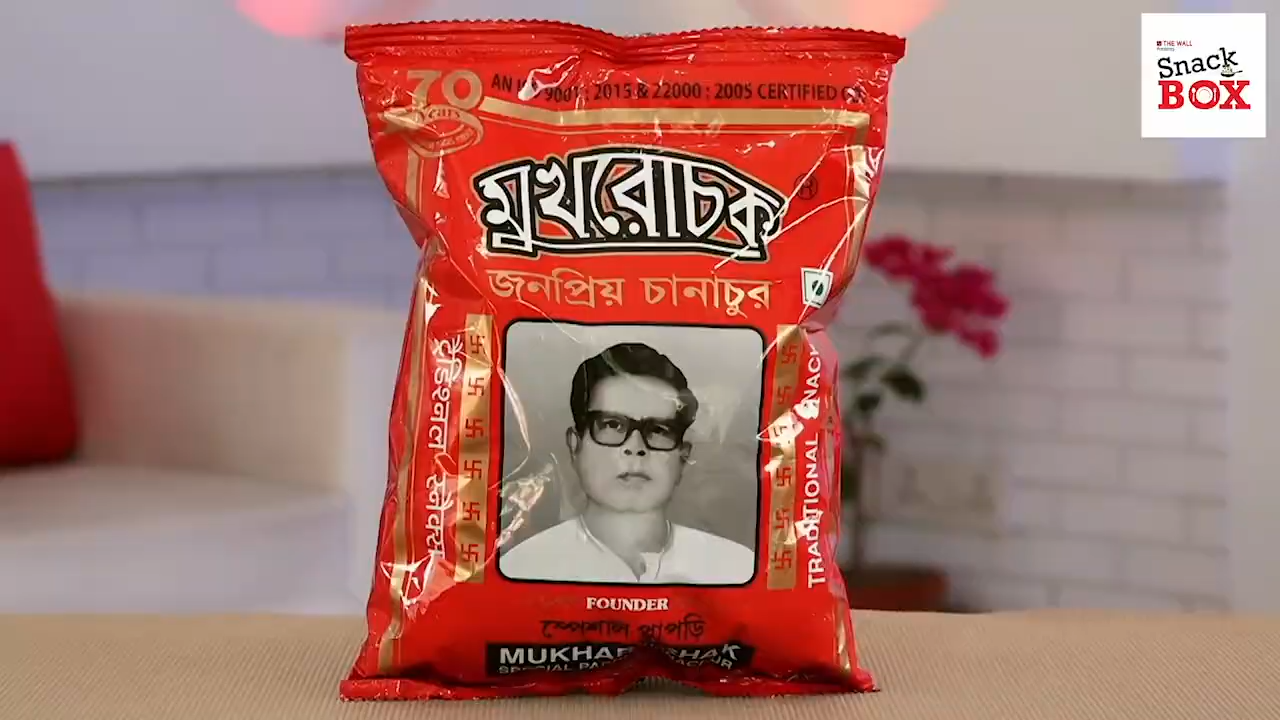 THE WALL
Snack
BOX
70
Years
AN ISO 9001 : 2015 & 22000 : 2005 CERTIFIED CO.
মুখরোচক
জনপ্রিয় চানাচুর
TRADITIONAL SNACK
FOUNDER
স্পেশাল পাপড়ি